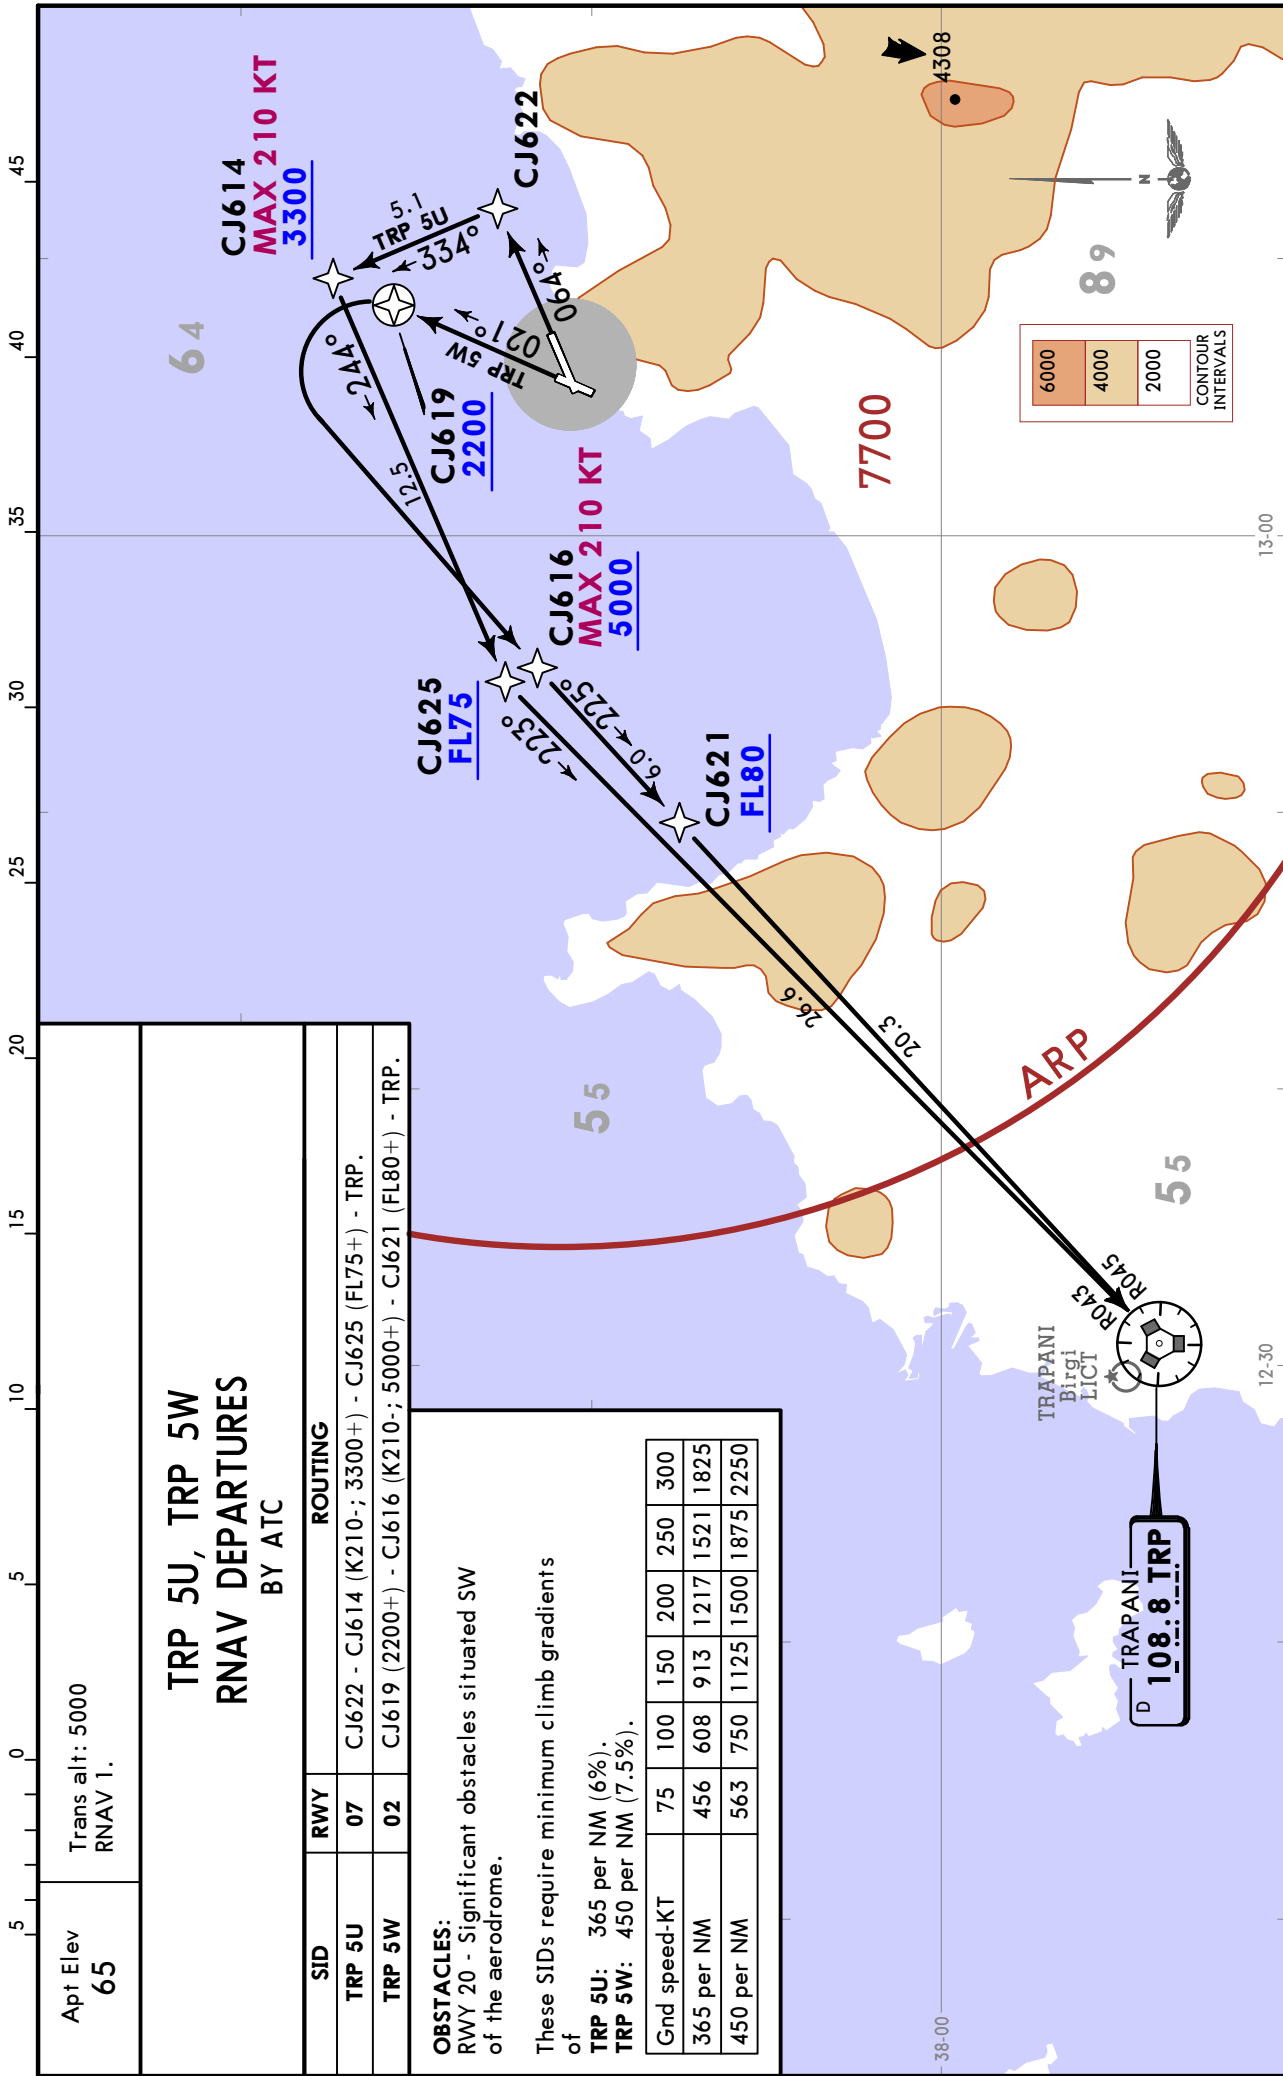 Apt Elev
65
Trans alt: 5000
RNAV 1.
TRP 5U, TRP 5W
RNAV DEPARTURES
BY ATC
SID RWY ROUTING
TRP 5U 07 CJ622 - CJ614 (K210-; 3300+) - CJ625 (FL75+) - TRP.
TRP 5W 02 CJ619 (2200+) - CJ616 (K210-; 5000+) - CJ621 (FL80+) - TRP.
OBSTACLES:
RWY 20 - Significant obstacles situated SW
of the aerodrome.
These SIDs require minimum climb gradients
of
TRP 5U: 365 per NM (6%).
TRP 5W: 450 per NM (7.5%).
Gnd speed-KT 75 100 150 200 250 300
365 per NM 456 608 913 1217 1521 1825
450 per NM 563 750 1125 1500 1875 2250
5 0 5 10 15 20 25 30 35 40 45
CJ614
MAX 210 KT
3300
CJ622
5.1
TRP 5U
334°
064°
021°
TRP 5W
244°
12.5
CJ619
2200
CJ616
MAX 210 KT
5000
CJ625
FL75
223°
225°
6.0
CJ621
FL80
26.6
20.3
R043
R045
ARP
64
89
55
55
7700
4308
N
6000
4000
2000
CONTOUR
INTERVALS
TRAPANI
Birgi
LICT
D TRAPANI
108.8 TRP
38-00
12-30
13-00